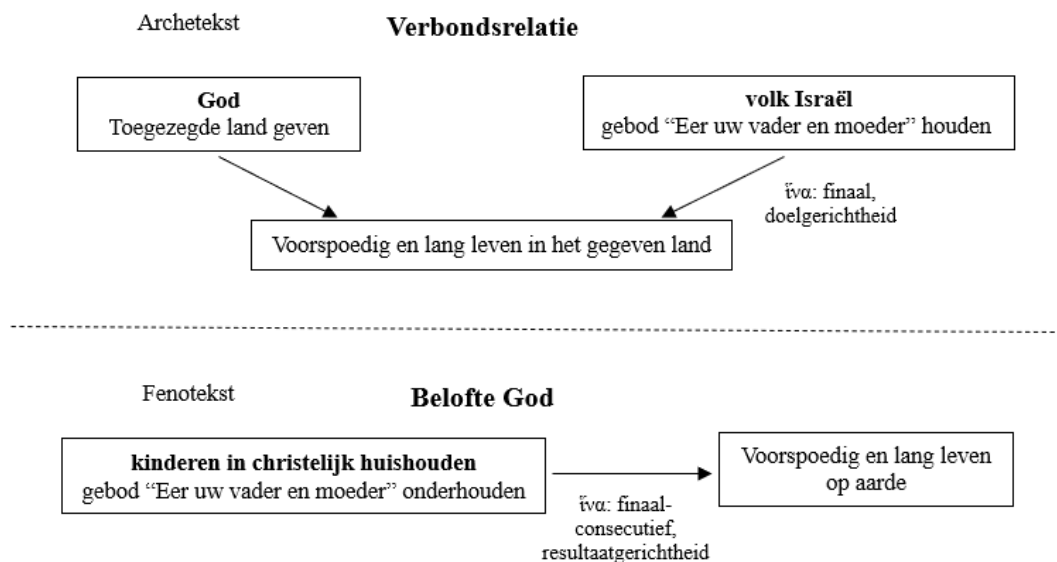 Archetekst
Verbondsrelatie
God
Toegezegde land geven
volk Israël
gebod “Eer uw vader en moeder” houden
ἵνα: finaal,
doelgerichtheid
Voorspoedig en lang leven in het gegeven land
Fenotekst
Belofte God
kinderen in christelijk huishouden
gebod “Eer uw vader en moeder” onderhouden
ἵνα: finaal-
consecutief,
resultaatgerichtheid
Voorspoedig en lang leven
op aarde